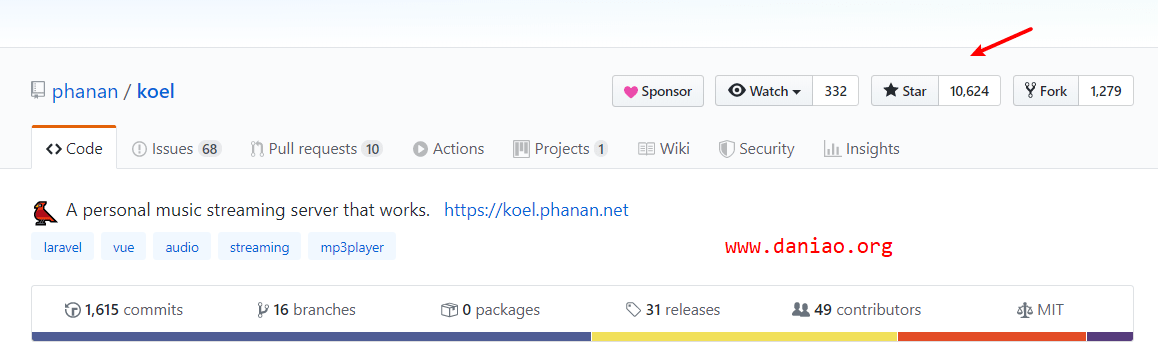 phanan / koel
Sponsor
Watch 332
Star 10,624
Fork 1,279
Code
Issues 68
Pull requests 10
Actions
Projects 1
Wiki
Security
Insights
A personal music streaming server that works. https://koel.phanan.net
laravel vue audio streaming mp3player
www.daniao.org
1,615 commits
16 branches
0 packages
31 releases
49 contributors
MIT